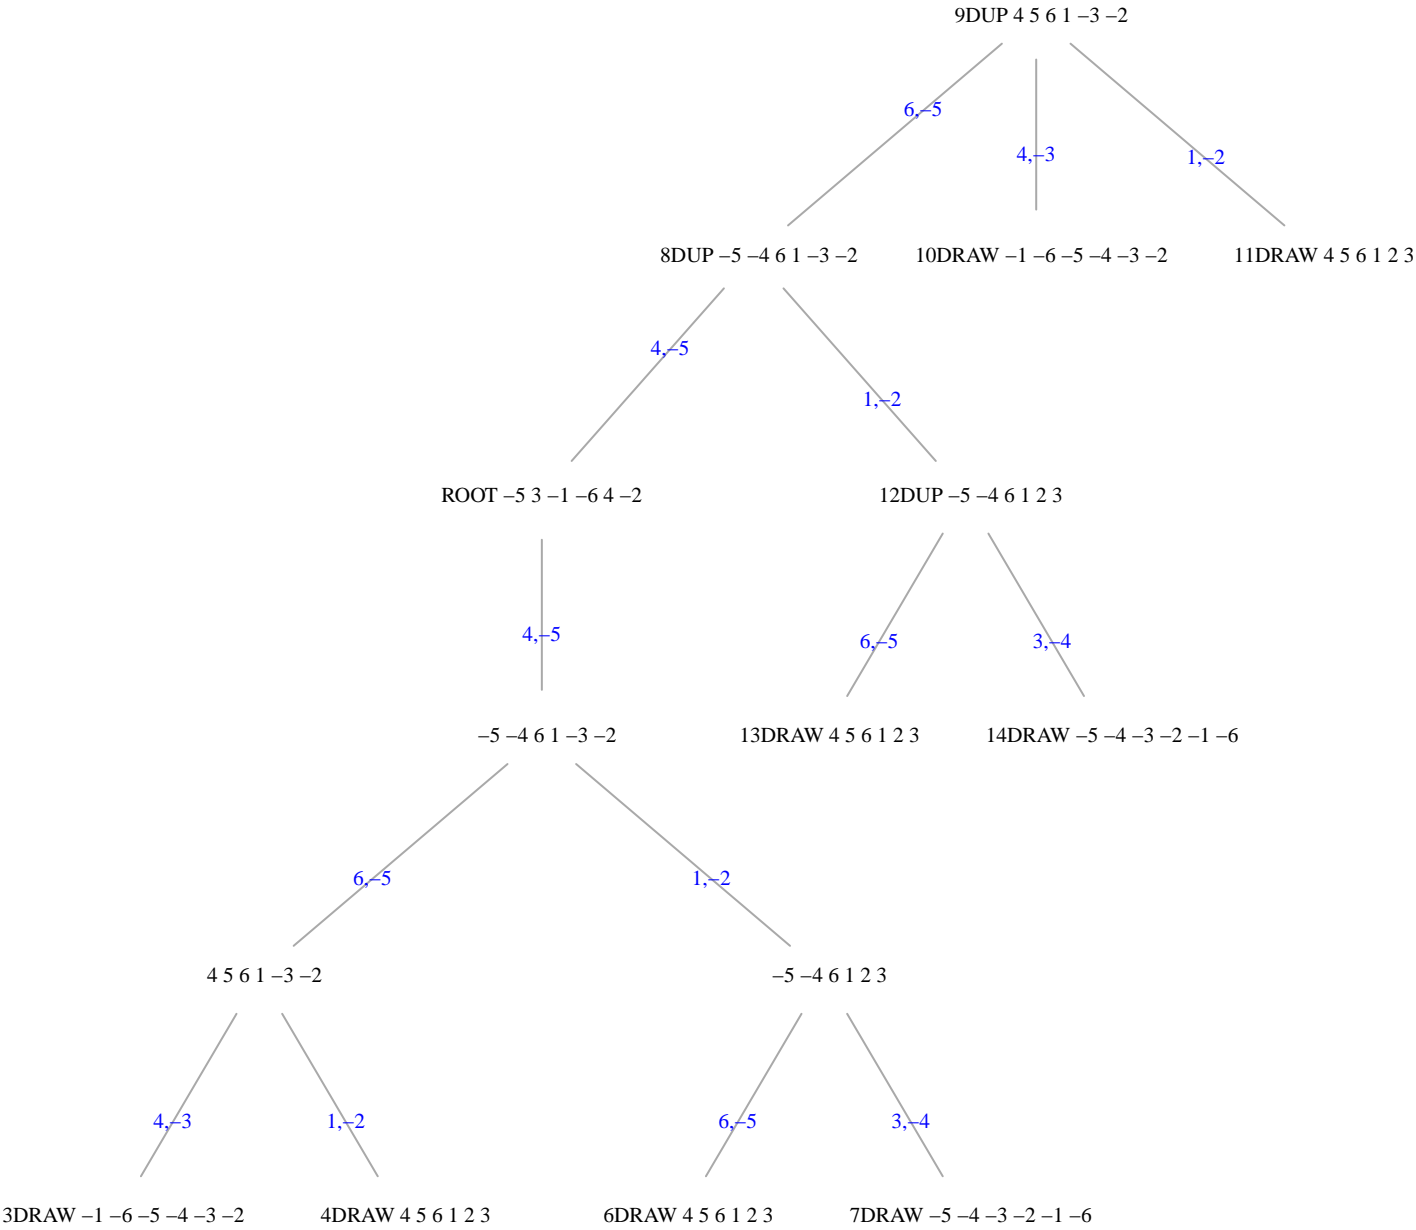 9DUP 4 5 6 1 –3 –2
6,–5
4,–3
1,–2
8DUP –5 –4 6 1 –3 –2
10DRAW –1 –6 –5 –4 –3 –2
11DRAW 4 5 6 1 2 3
4,–5
1,–2
ROOT –5 3 –1 –6 4 –2
12DUP –5 –4 6 1 2 3
4,–5
6,–5
3,–4
–5 –4 6 1 –3 –2
13DRAW 4 5 6 1 2 3
14DRAW –5 –4 –3 –2 –1 –6
6,–5
1,–2
4 5 6 1 –3 –2
–5 –4 6 1 2 3
4,–3
1,–2
6,–5
3,–4
3DRAW –1 –6 –5 –4 –3 –2
4DRAW 4 5 6 1 2 3
6DRAW 4 5 6 1 2 3
7DRAW –5 –4 –3 –2 –1 –6